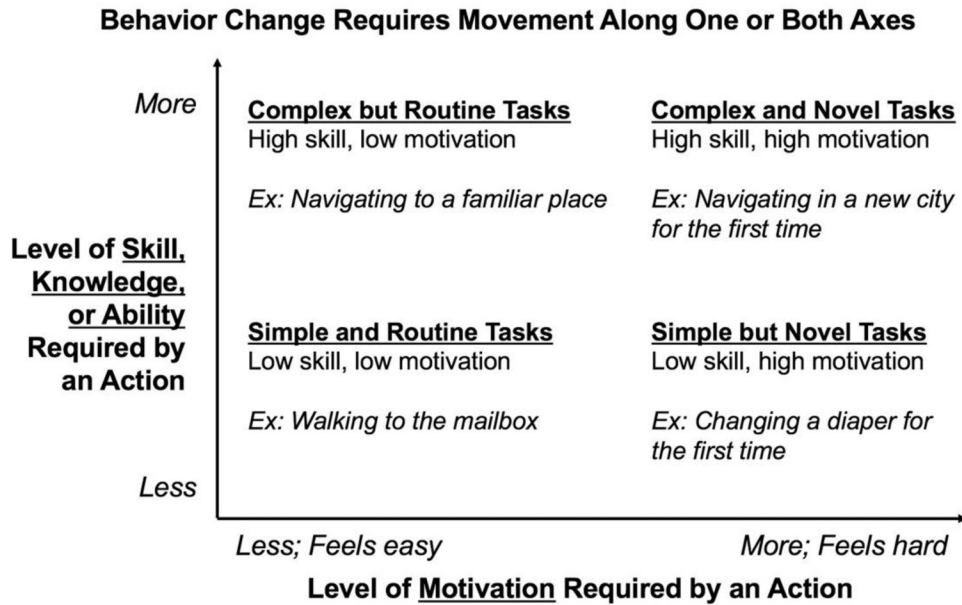 Behavior Change Requires Movement Along One or Both Axes
More
Complex but Routine Tasks
High skill, low motivation
Ex: Navigating to a familiar place
Complex and Novel Tasks
High skill, high motivation
Ex: Navigating in a new city
for the first time
Level of Skill,
Knowledge,
or Ability
Required by
an Action
Simple and Routine Tasks
Low skill, low motivation
Ex: Walking to the mailbox
Simple but Novel Tasks
Low skill, high motivation
Ex: Changing a diaper for
the first time
Less
Less; Feels easy
More; Feels hard
Level of Motivation Required by an Action